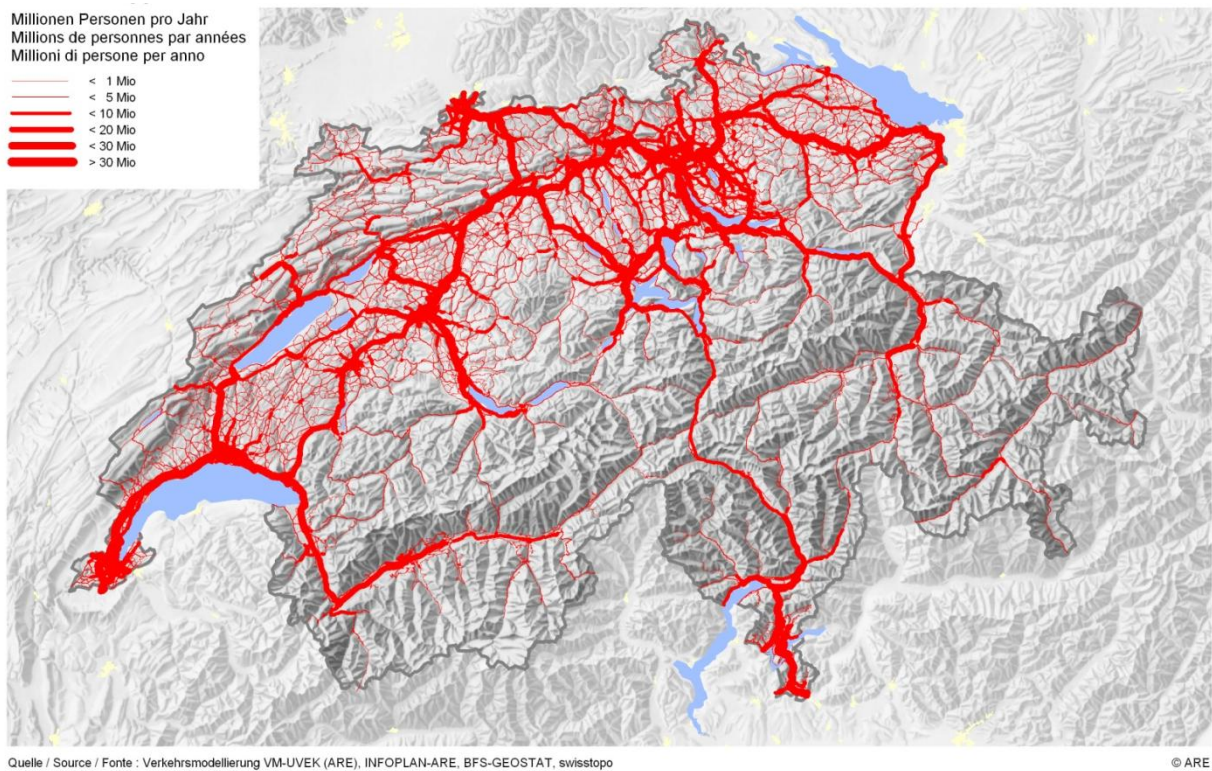 Millionen Personen pro Jahr
Millions de personnes par années
Millioni di persone per anno
< 1 Mio
< 5 Mio
< 10 Mio
< 20 Mio
< 30 Mio
> 30 Mio
Quelle / Source / Fonte : Verkehrsmodellierung VM-UVEK (ARE), INFOPLAN-ARE, BFS-GEOSTAT, swisstopo
© ARE